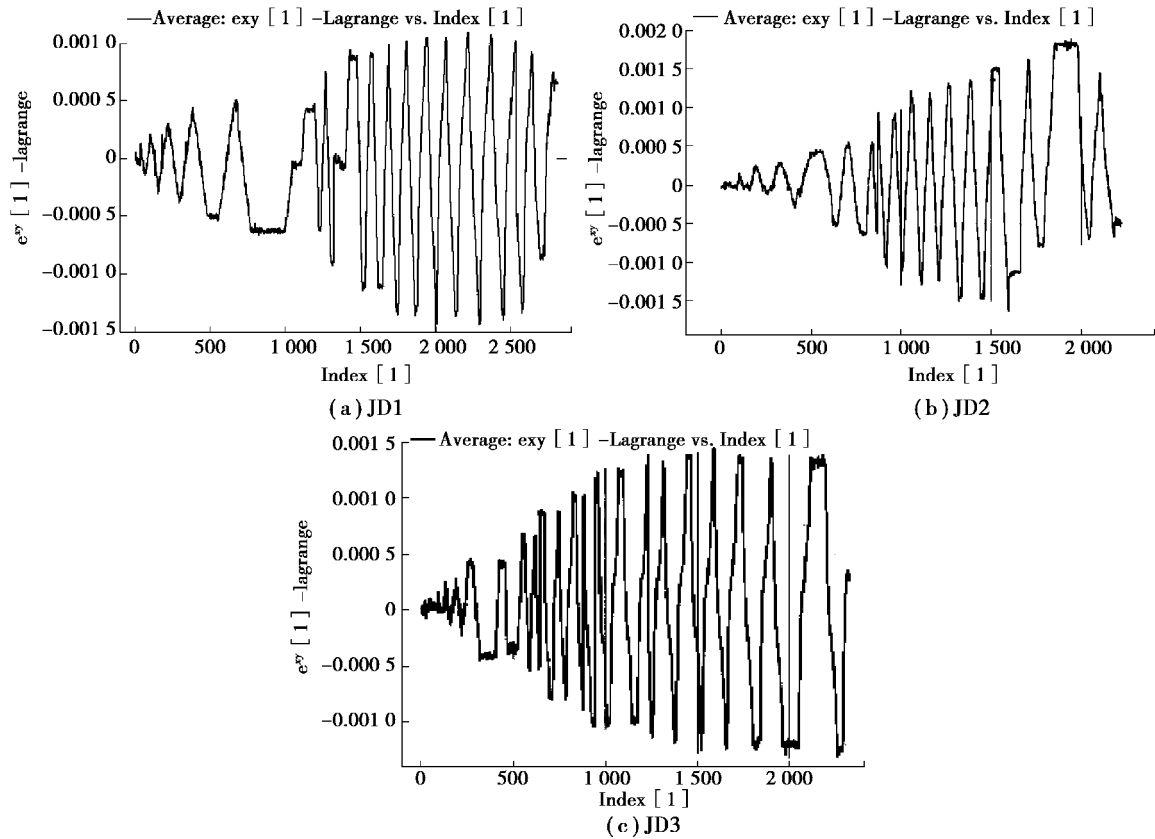 Average: exy [ 1 ] –Lagrange vs. Index [ 1 ]
0.001 0
0.000 5
0
–0.000 5
–0.001 0
–0.001 5
exy [ 1 ] –lagrange
0 500 1 000 1 500 2 000 2 500
Index [ 1 ]
(a) JD1
Average: exy [ 1 ] –Lagrange vs. Index [ 1 ]
0.002 0
0.001 5
0.001 0
0.000 5
0
–0.000 5
–0.001 0
–0.001 5
exy [ 1 ] –lagrange
0 500 1 000 1 500 2 000
Index [ 1 ]
(b) JD2
Average: exy [ 1 ] –Lagrange vs. Index [ 1 ]
0.001 5
0.001 0
0.000 5
0
–0.000 5
–0.001 0
exy [ 1 ] –lagrange
0 500 1 000 1 500 2 000
Index [ 1 ]
(c) JD3